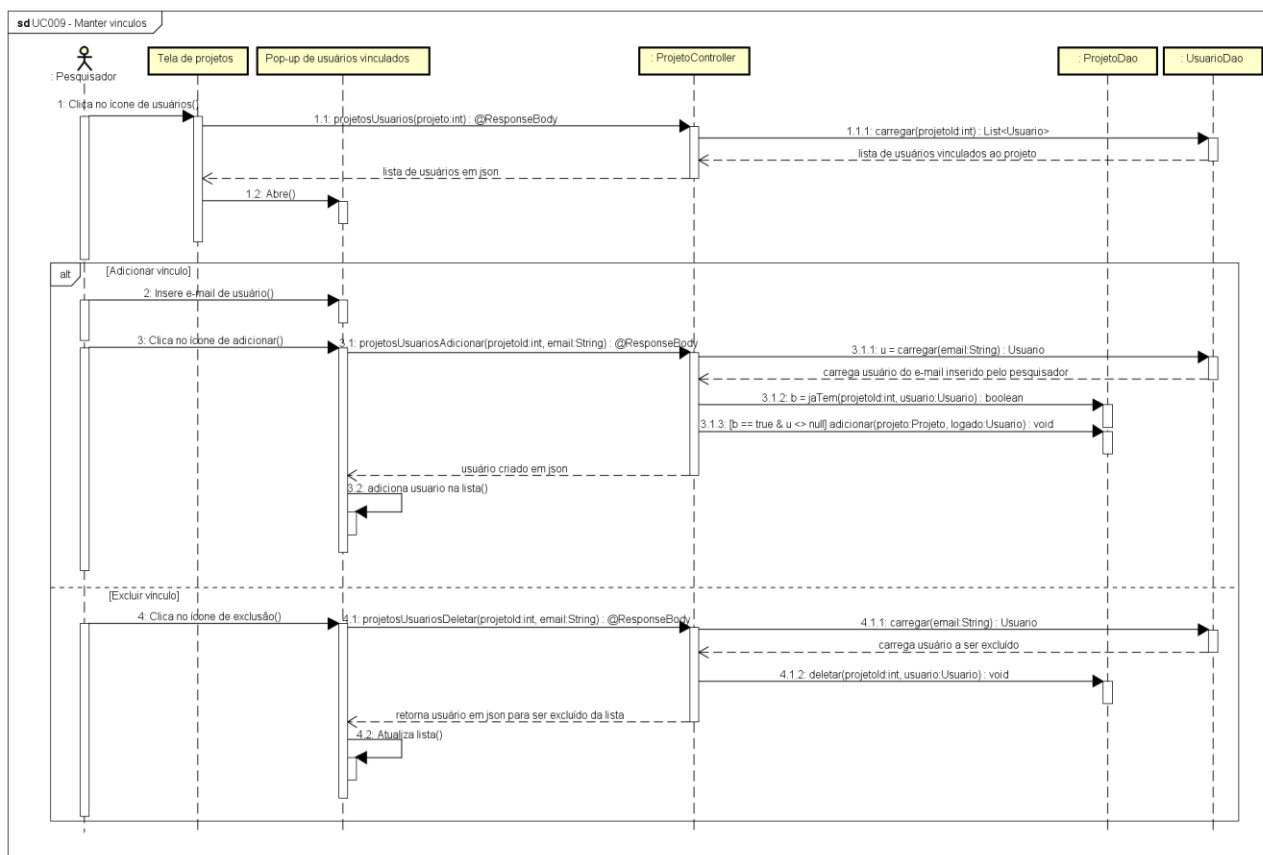 sd UC009 - Manter vinculos
: Pesquisador
Tela de projetos
Pop-up de usuários vinculados
: ProjetoController
: ProjetoDao
: UsuarioDao
1: Clica no ícone de usuários()
1.1: projetosUsuarios(projeto:int) : @ResponseBody
1.1.1: carregar(projetoId:int) : List<Usuario>
lista de usuários vinculados ao projeto
lista de usuários em json
1.2: Abre()
alt
[Adicionar vínculo]
2: Insere e-mail de usuário()
3: Clica no ícone de adicionar()
3.1: projetosUsuariosAdicionar(projetoId:int, email:String) : @ResponseBody
3.1.1: u = carregar(email:String) : Usuario
carrega usuário do e-mail inserido pelo pesquisador
3.1.2: b = jaTem(projetoId:int, usuario:Usuario) : boolean
3.1.3: [b == true & u <> null] adicionar(projeto:Projeto, logado:Usuario) : void
usuário criado em json
3.2: adiciona usuario na lista()
[Excluir vínculo]
4: Clica no ícone de exclusão()
4.1: projetosUsuariosDeletar(projetoId:int, email:String) : @ResponseBody
4.1.1: carregar(email:String) : Usuario
carrega usuário a ser excluído
4.1.2: deletar(projetoId:int, usuario:Usuario) : void
retorna usuário em json para ser excluído da lista
4.2: Atualiza lista()